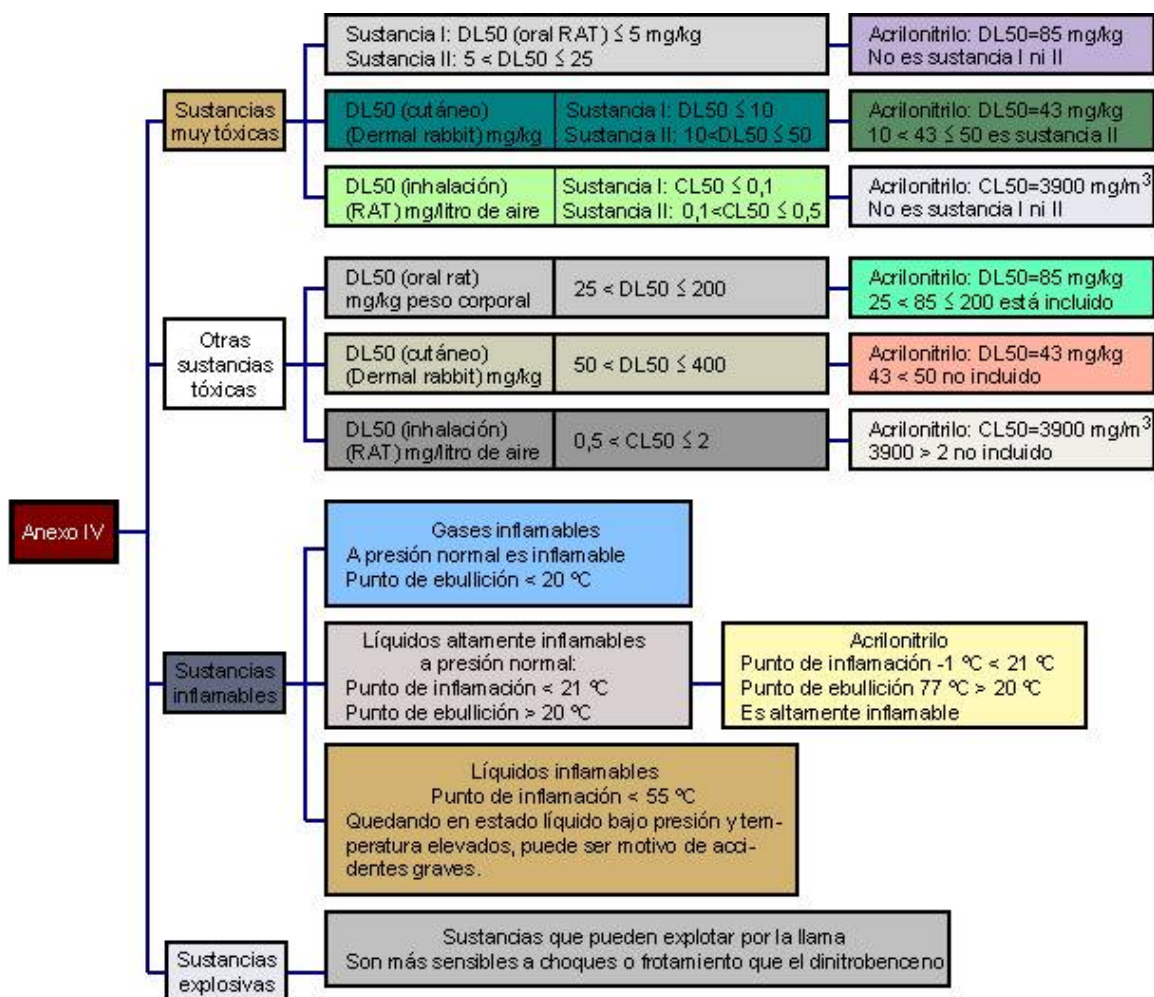 Sustancia I: DL50 (oral RAT) ≤ 5 mg/kg
Sustancia II: 5 < DL50 ≤ 25
Acrilonitrilo: DL50=85 mg/kg
No es sustancia I ni II
Sustancias
muy tóxicas
DL50 (cutáneo)
(Dermal rabbit) mg/kg
Sustancia I: DL50 ≤ 10
Sustancia II: 10<DL50 ≤ 50
Acrilonitrilo: DL50=43 mg/kg
10 < 43 ≤ 50 es sustancia II
DL50 (inhalación)
(RAT) mg/litro de aire
Sustancia I: CL50 ≤ 0,1
Sustancia II: 0,1<CL50 ≤ 0,5
Acrilonitrilo: CL50=3900 mg/m³
No es sustancia I ni II
DL50 (oral rat)
mg/kg peso corporal
25 < DL50 ≤ 200
Acrilonitrilo: DL50=85 mg/kg
25 < 85 ≤ 200 está incluido
Otras
sustancias
tóxicas
DL50 (cutáneo)
(Dermal rabbit) mg/kg
50 < DL50 ≤ 400
Acrilonitrilo: DL50=43 mg/kg
43 < 50 no incluido
DL50 (inhalación)
(RAT) mg/litro de aire
0,5 < CL50 ≤ 2
Acrilonitrilo: CL50=3900 mg/m³
3900 > 2 no incluido
Anexo IV
Gases inflamables
A presión normal es inflamable
Punto de ebullición < 20 ºC
Sustancias
inflamables
Líquidos altamente inflamables
a presión normal:
Punto de inflamación < 21 ºC
Punto de ebullición > 20 ºC
Acrilonitrilo
Punto de inflamación -1 ºC < 21 ºC
Punto de ebullición 77 ºC > 20 ºC
Es altamente inflamable
Líquidos inflamables
Punto de inflamación < 55 ºC
Quedando en estado líquido bajo presión y tem-
peratura elevados, puede ser motivo de acci-
dentes graves.
Sustancias
explosivas
Sustancias que pueden explotar por la llama
Son más sensibles a choques o frotamiento que el dinitrobenceno